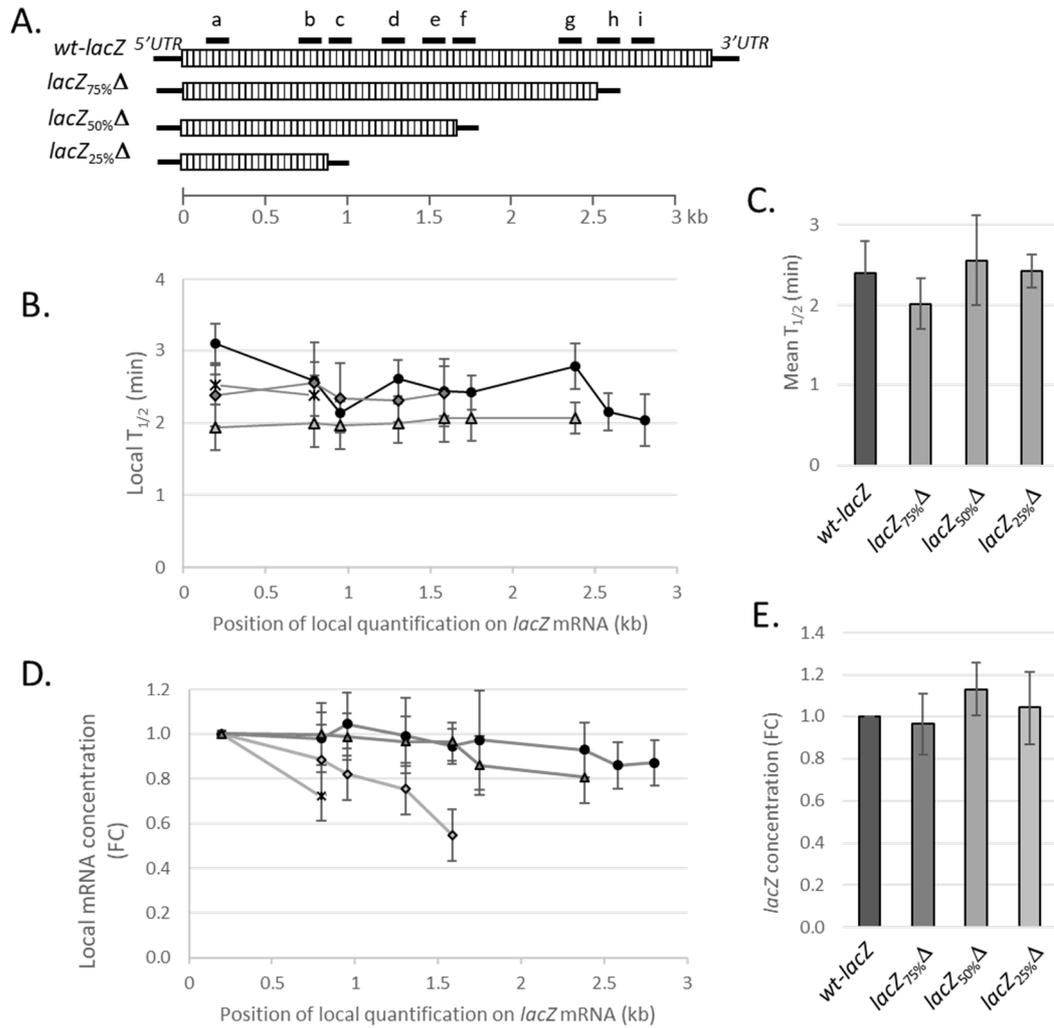 A.
a b c d e f g h i
wt-lacZ 5'UTR 3'UTR
lacZ75%Δ
lacZ50%Δ
lacZ25%Δ
0 0.5 1 1.5 2 2.5 3 kb
B.
Local T1/2 (min)
4
3
2
1
0
0 0.5 1 1.5 2 2.5 3
Position of local quantification on lacZ mRNA (kb)
C.
Mean T1/2 (min)
3
2
1
0
wt-lacZ lacZ75%Δ lacZ50%Δ lacZ25%Δ
D.
Local mRNA concentration
(FC)
1.2
1.0
0.8
0.6
0.4
0.2
0.0
0 0.5 1 1.5 2 2.5 3
Position of local quantification on lacZ mRNA (kb)
E.
lacZ concentration (FC)
1.4
1.2
1.0
0.8
0.6
0.4
0.2
0.0
wt-lacZ lacZ75%Δ lacZ50%Δ lacZ25%Δ